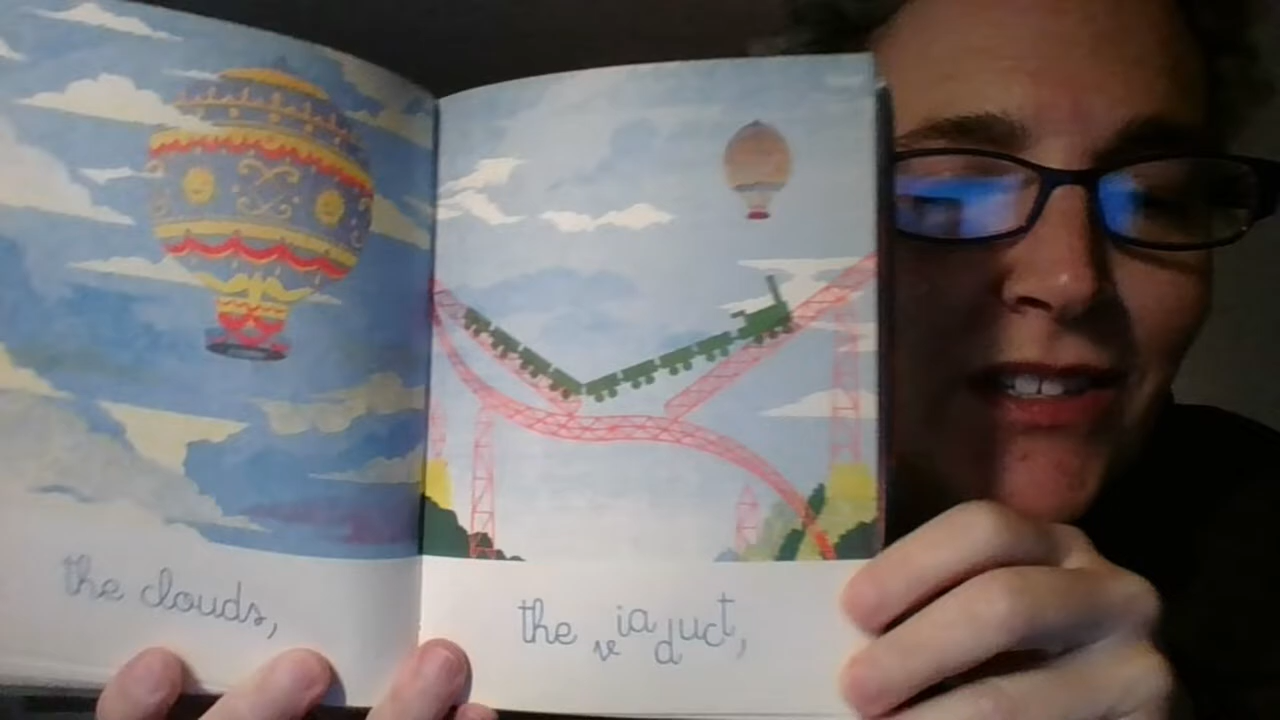 the clouds,
the viaduct,